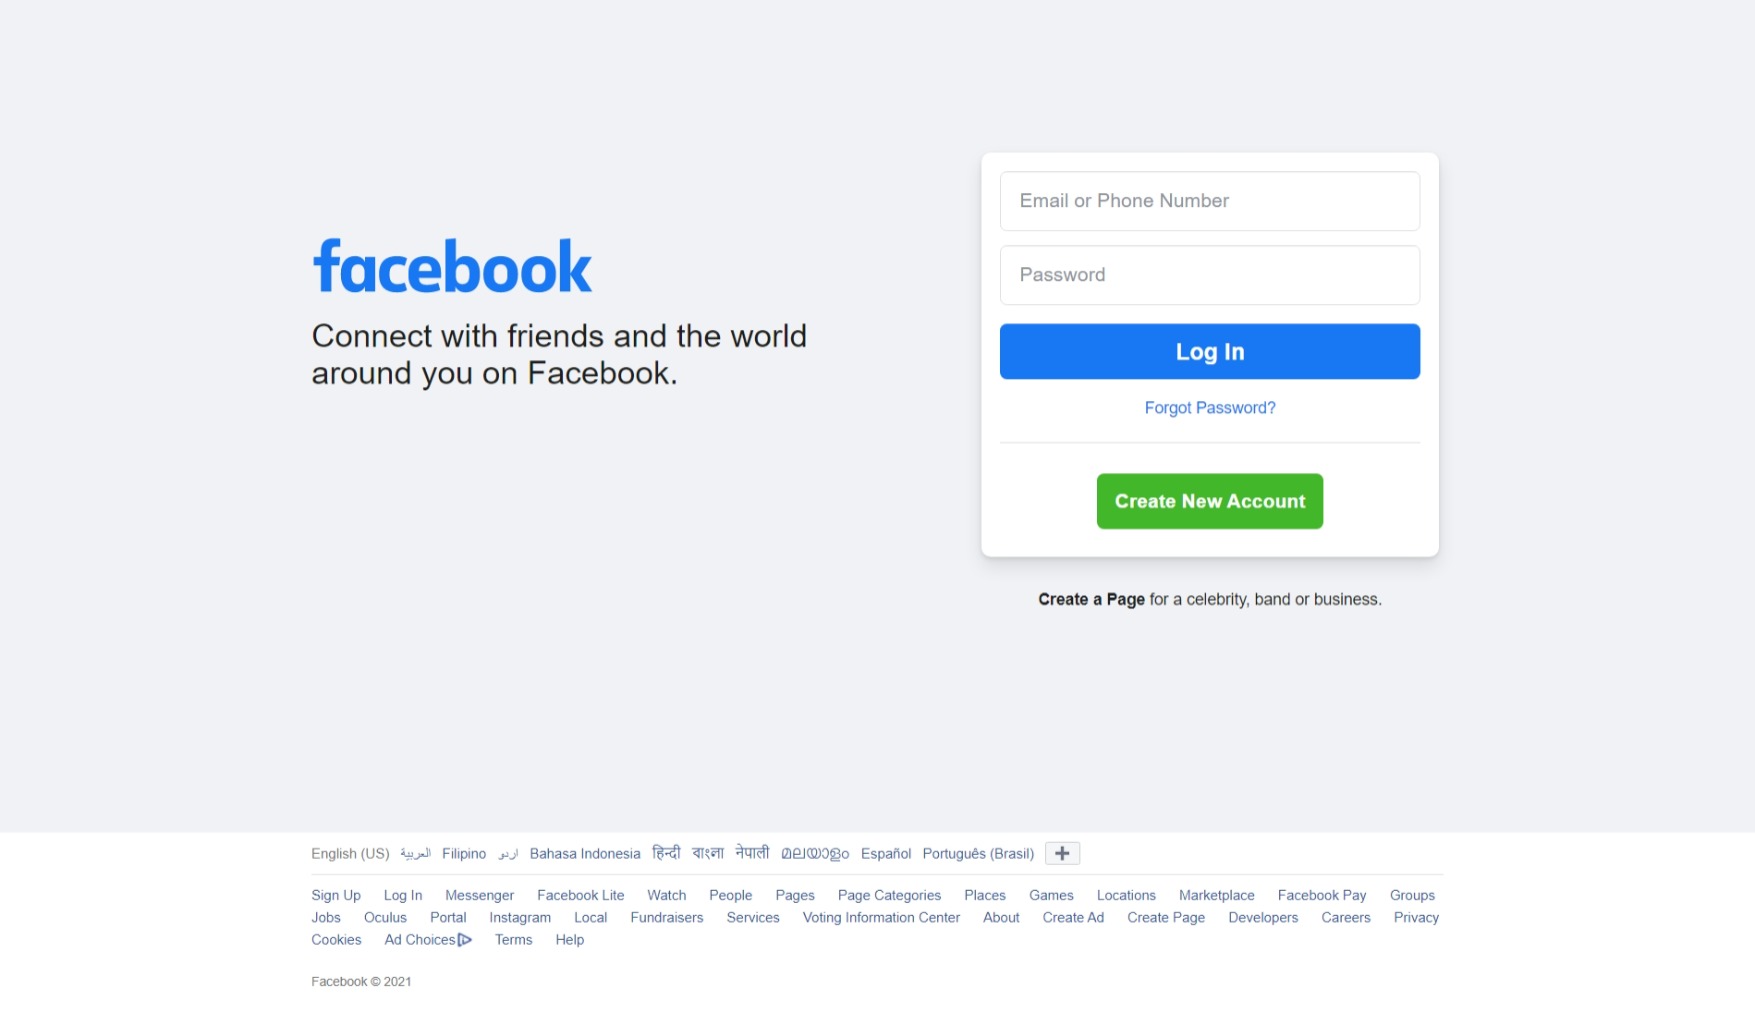 facebook
Connect with friends and the world
around you on Facebook.
Email or Phone Number
Password
Log In
Forgot Password?
Create New Account
Create a Page for a celebrity, band or business.
English (US) العربية Filipino اردو Bahasa Indonesia हिन्दी বাংলা नेपाली മലയാളം Español Português (Brasil)
Sign Up Log In Messenger Facebook Lite Watch People Pages Page Categories Places Games Locations Marketplace Facebook Pay Groups
Jobs Oculus Portal Instagram Local Fundraisers Services Voting Information Center About Create Ad Create Page Developers Careers Privacy
Cookies Ad Choices Terms Help
Facebook © 2021